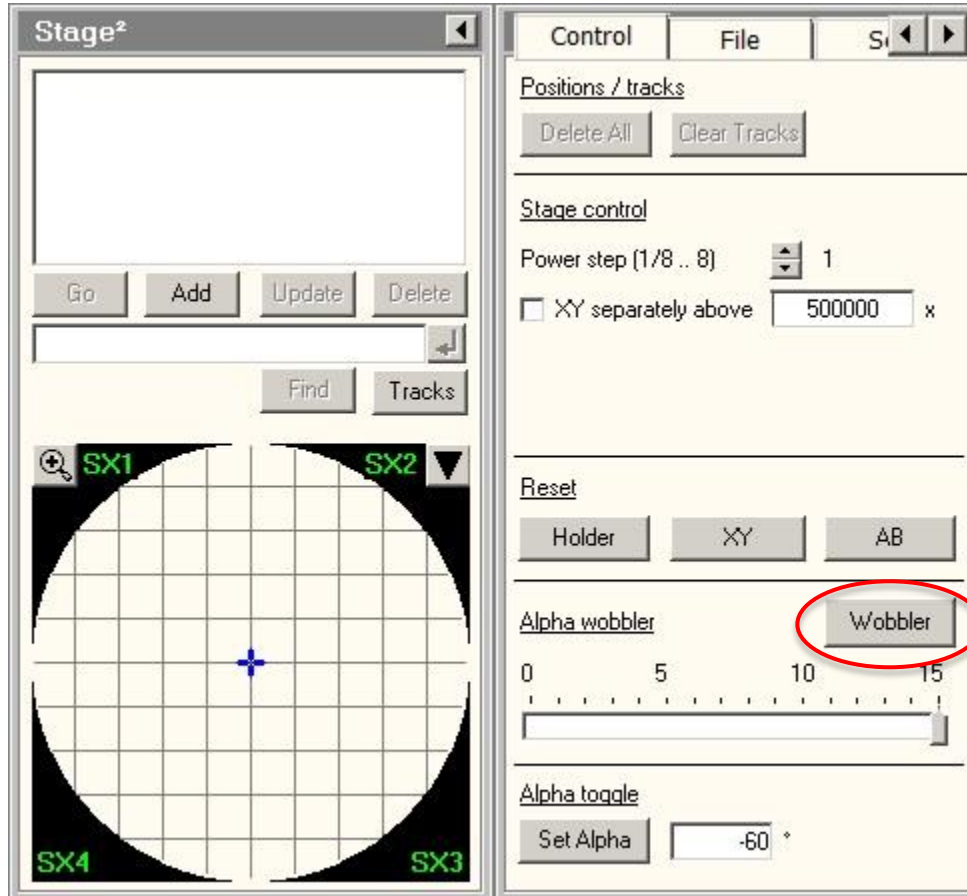 Stage²
Go Add Update Delete
Find Tracks
SX1 SX2
SX4 SX3
Control File
Positions / tracks
Delete All Clear Tracks
Stage control
Power step (1/8 .. 8) 1
XY separately above 500000 x
Reset
Holder XY AB
Alpha wobbler Wobbler
0 5 10 15
Alpha toggle
Set Alpha -60 °